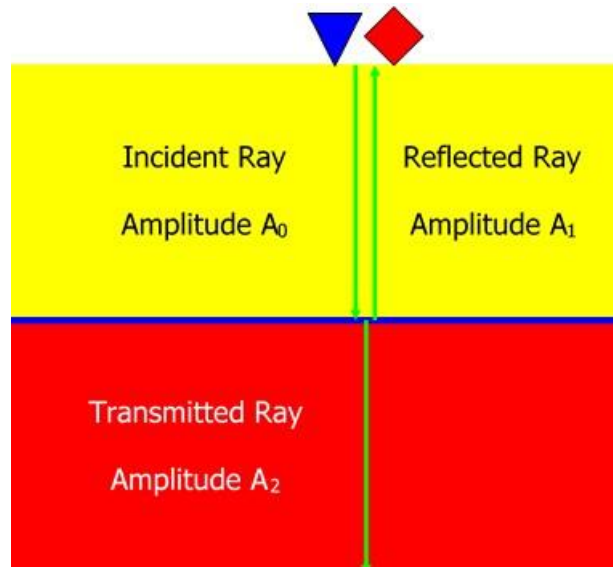 Incident Ray
Amplitude A₀
Reflected Ray
Amplitude A₁
Transmitted Ray
Amplitude A₂